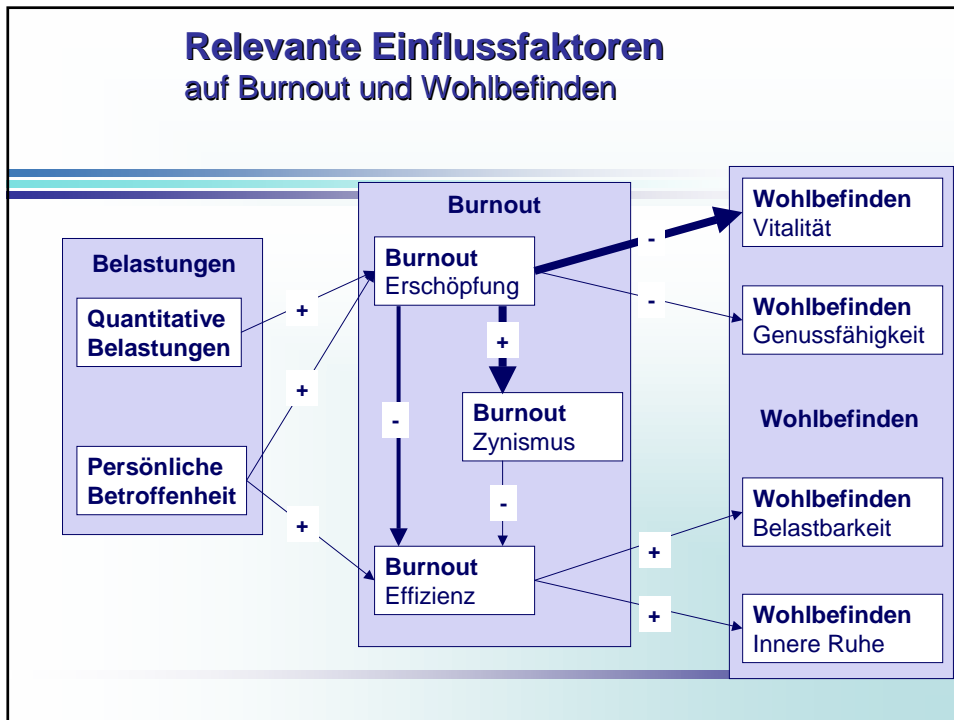 Relevante Einflussfaktoren
auf Burnout und Wohlbefinden
Belastungen
Quantitative
Belastungen
Persönliche
Betroffenheit
+
+
+
Burnout
Burnout
Erschöpfung
-
+
Burnout
Zynismus
-
Burnout
Effizienz
-
-
+
+
Wohlbefinden
Vitalität
Wohlbefinden
Genussfähigkeit
Wohlbefinden
Wohlbefinden
Belastbarkeit
Wohlbefinden
Innere Ruhe